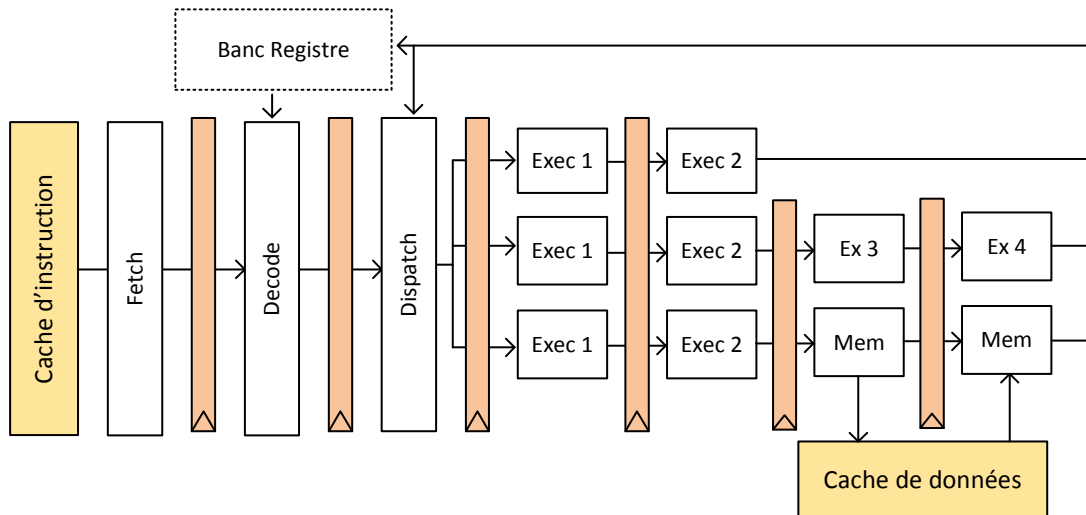 Banc Registre
Cache d’instruction
Fetch
Decode
Dispatch
Exec 1
Exec 2
Exec 1
Exec 2
Ex 3
Ex 4
Exec 1
Exec 2
Mem
Mem
Cache de données